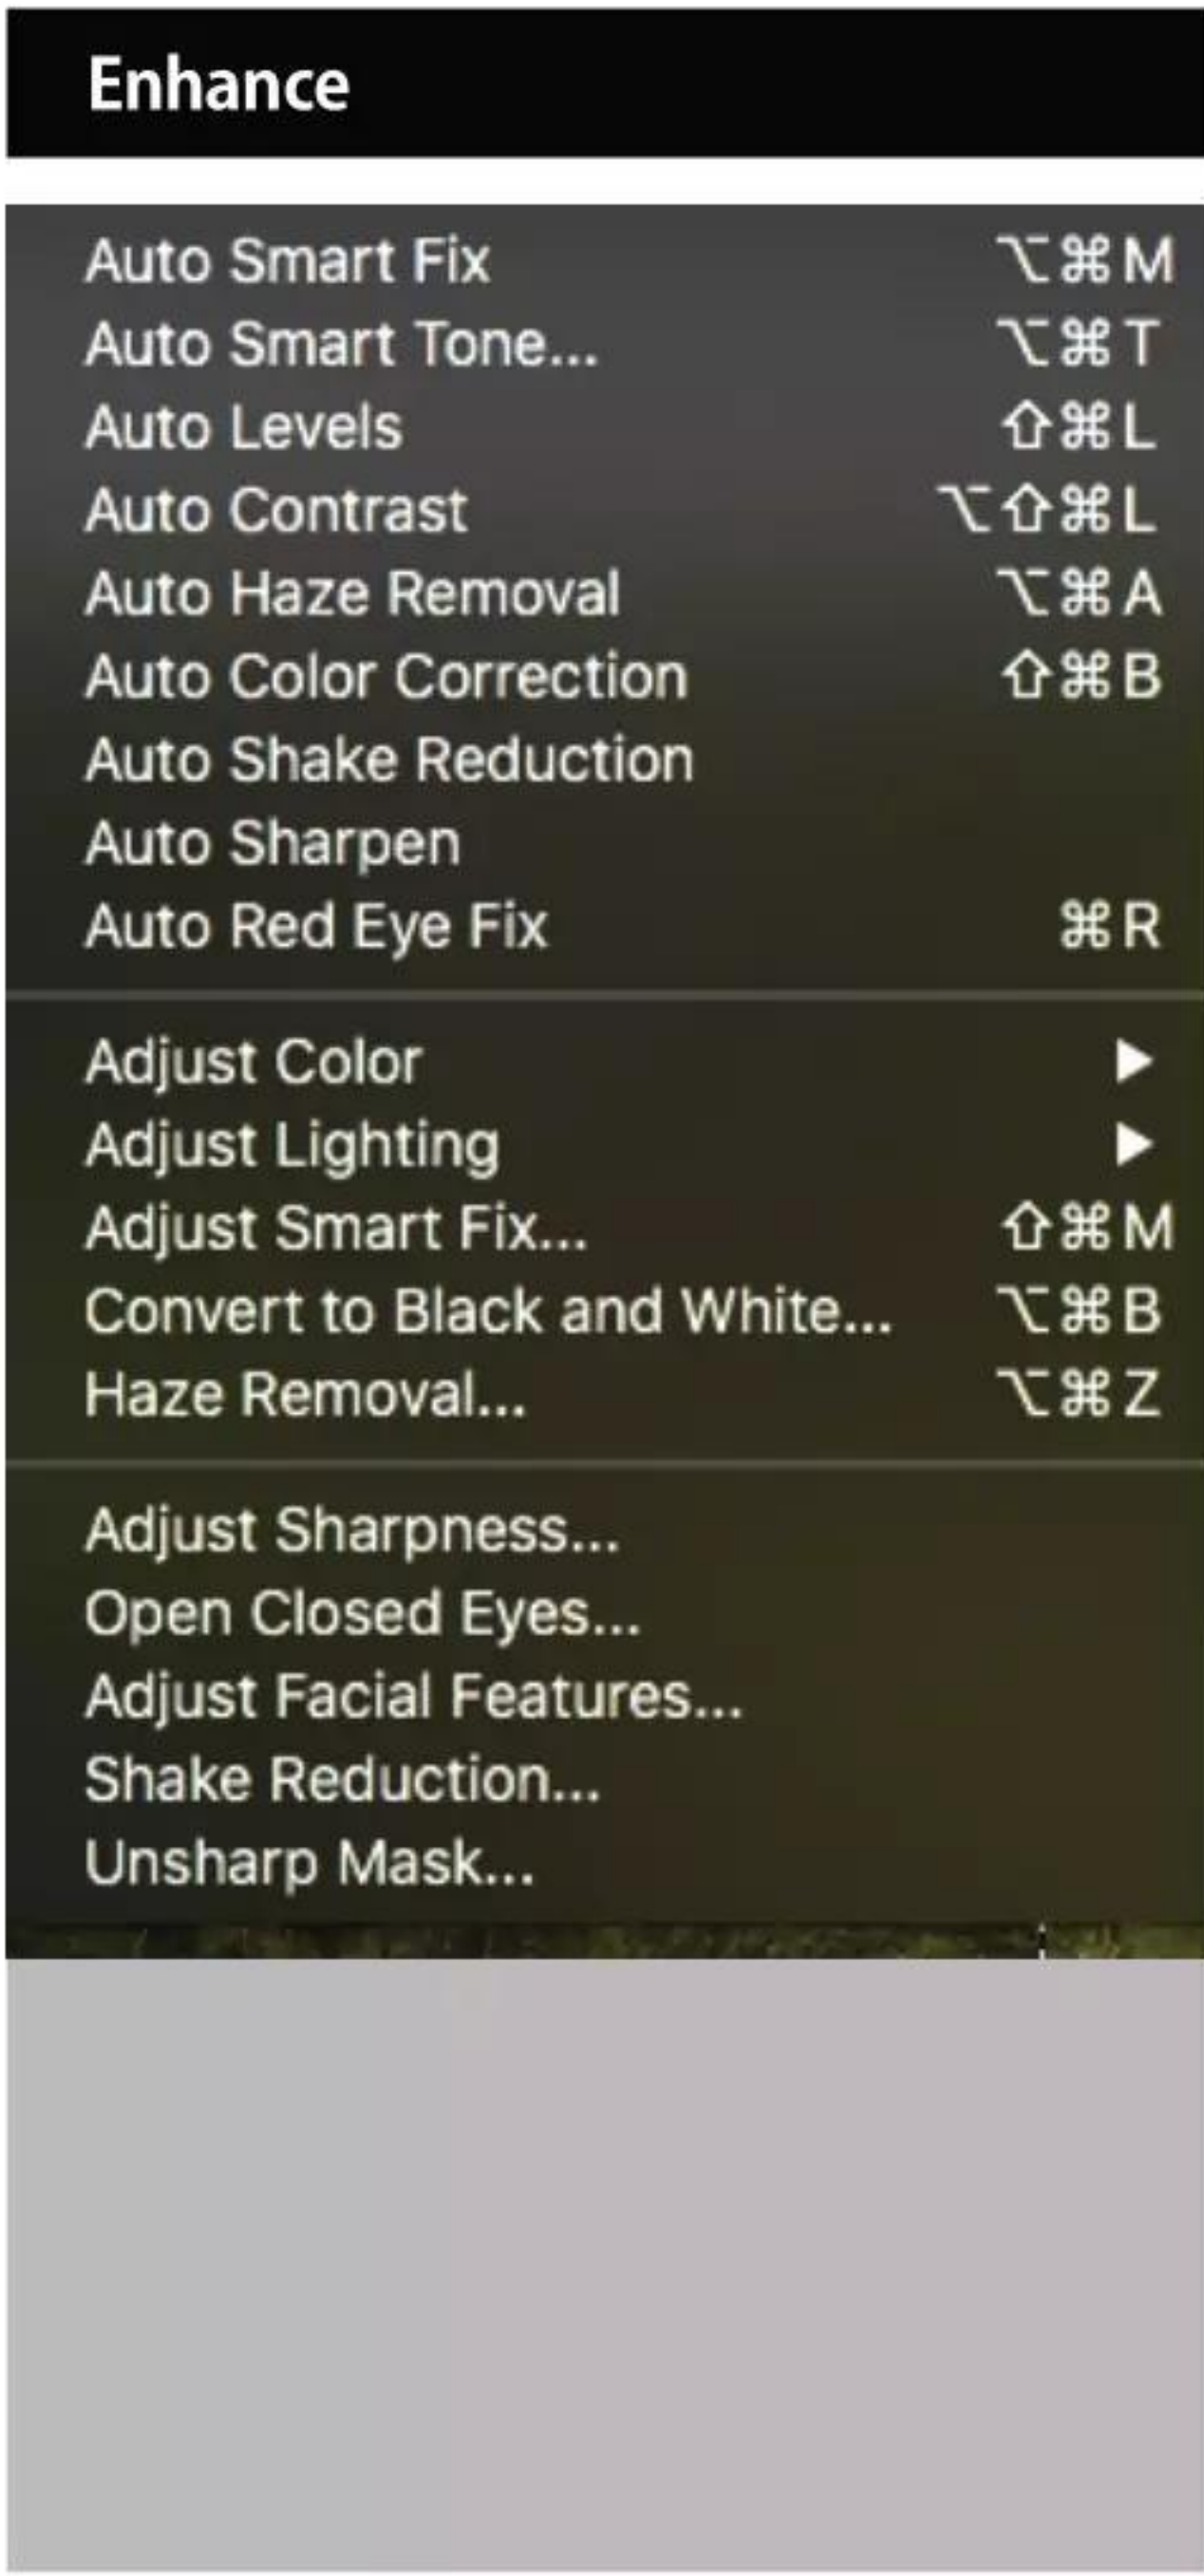 Enhance
Auto Smart Fix ⌥⌘M
Auto Smart Tone... ⌥⌘T
Auto Levels ⇧⌘L
Auto Contrast ⌥⇧⌘L
Auto Haze Removal ⌥⌘A
Auto Color Correction ⇧⌘B
Auto Shake Reduction
Auto Sharpen
Auto Red Eye Fix ⌘R
Adjust Color ▶
Adjust Lighting ▶
Adjust Smart Fix... ⇧⌘M
Convert to Black and White... ⌥⌘B
Haze Removal... ⌥⌘Z
Adjust Sharpness...
Open Closed Eyes...
Adjust Facial Features...
Shake Reduction...
Unsharp Mask...